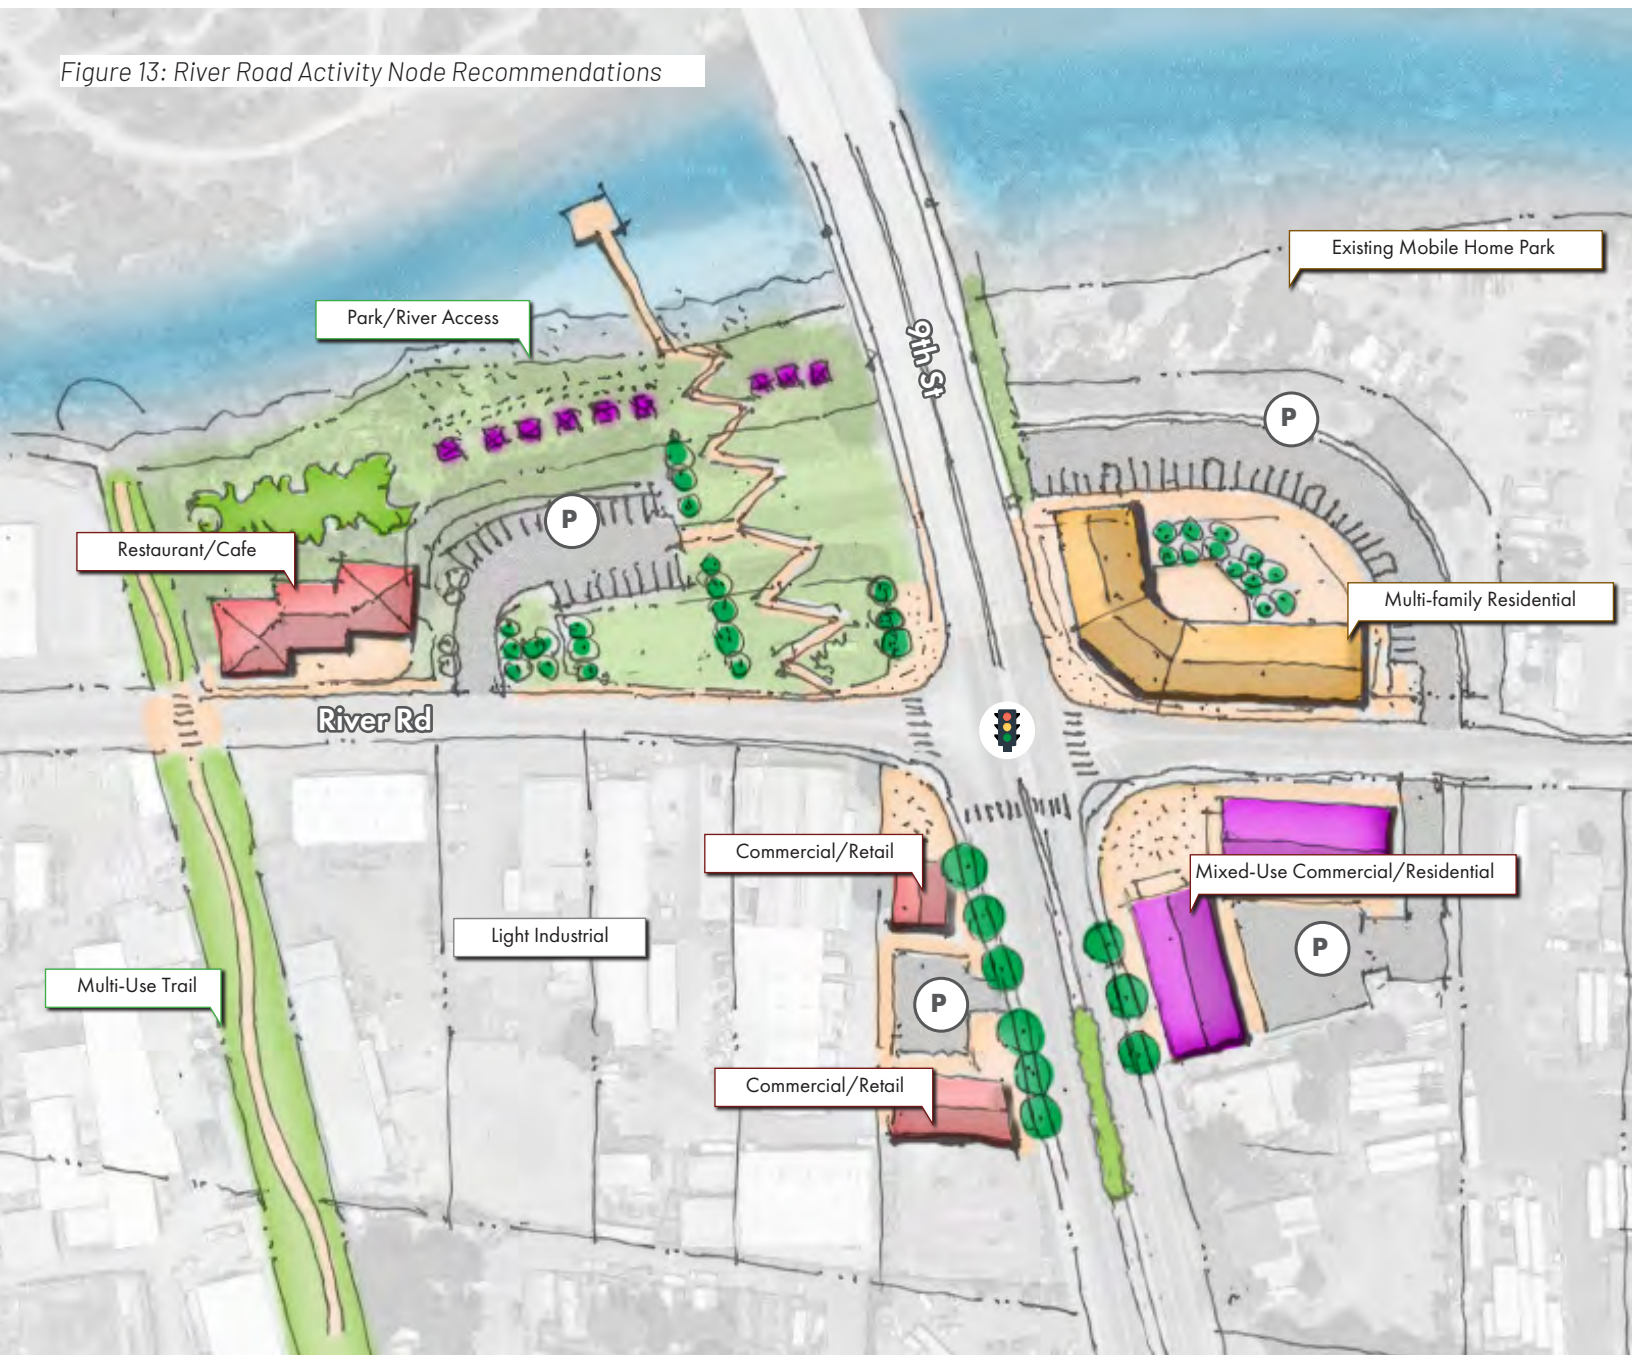 Figure 13: River Road Activity Node Recommendations
Existing Mobile Home Park
Park/River Access
9th St
P
P
Restaurant/Cafe
Multi-family Residential
River Rd
Commercial/Retail
Mixed-Use Commercial/Residential
Light Industrial
P
Multi-Use Trail
P
Commercial/Retail